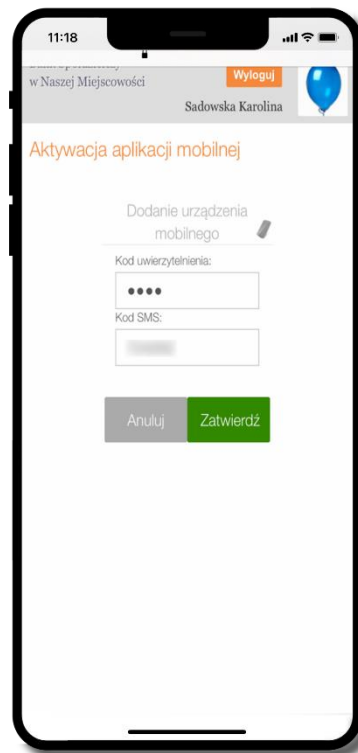 11:18
w Naszej Miejscowości
Wyloguj
Sadowska Karolina
Aktywacja aplikacji mobilnej
Dodanie urządzenia
mobilnego
Kod uwierzytelnienia:
••••
Kod SMS:
Anuluj
Zatwierdź